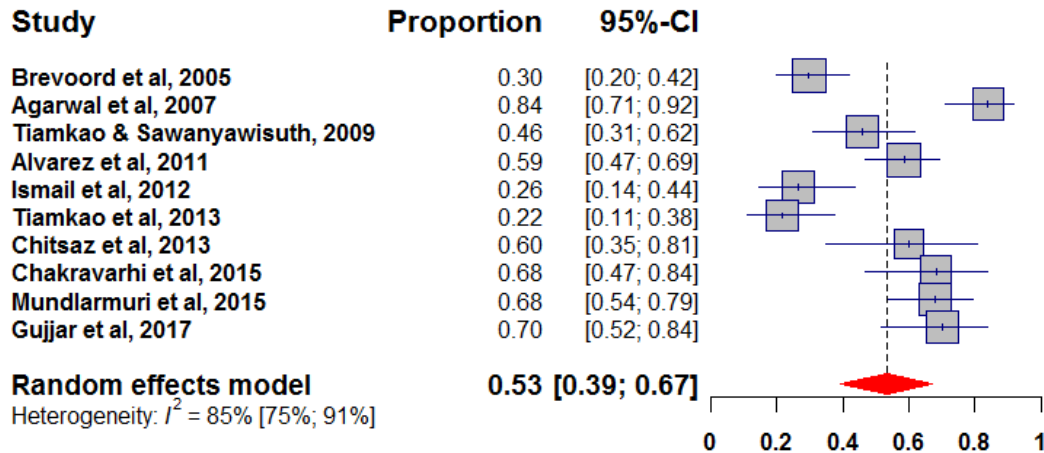 Study Proportion 95%-CI
Brevoord et al, 2005 0.30 [0.20; 0.42]
Agarwal et al, 2007 0.84 [0.71; 0.92]
Tiamkao & Sawanyawisuth, 2009 0.46 [0.31; 0.62]
Alvarez et al, 2011 0.59 [0.47; 0.69]
Ismail et al, 2012 0.26 [0.14; 0.44]
Tiamkao et al, 2013 0.22 [0.11; 0.38]
Chitsaz et al, 2013 0.60 [0.35; 0.81]
Chakravarhi et al, 2015 0.68 [0.47; 0.84]
Mundlarmuri et al, 2015 0.68 [0.54; 0.79]
Gujjar et al, 2017 0.70 [0.52; 0.84]
Random effects model 0.53 [0.39; 0.67]
Heterogeneity: I² = 85% [75%; 91%]
0 0.2 0.4 0.6 0.8 1